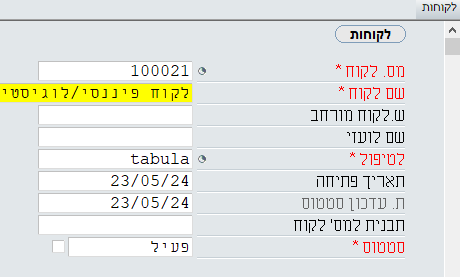 לקוחות
לקוחות
מס. לקוח * 100021
שם לקוח * לקוח פיננסי/לוגיסטי
ש.לקוח מורחב
שם לועזי
לטיפול * tabula
תאריך פתיחה 23/05/24
ת. עדכון סטטוס 23/05/24
תבנית למס' לקוח
סטטוס * פעיל